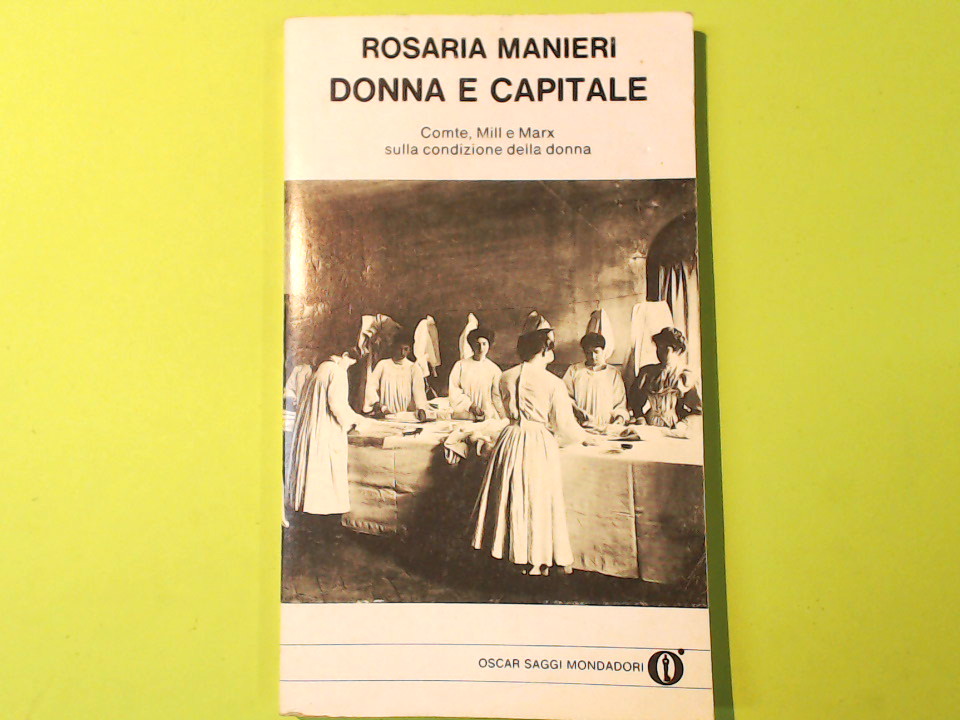 ROSARIA MANIERI
DONNA E CAPITALE
Comte, Mill e Marx
sulla condizione della donna
OSCAR SAGGI MONDADORI